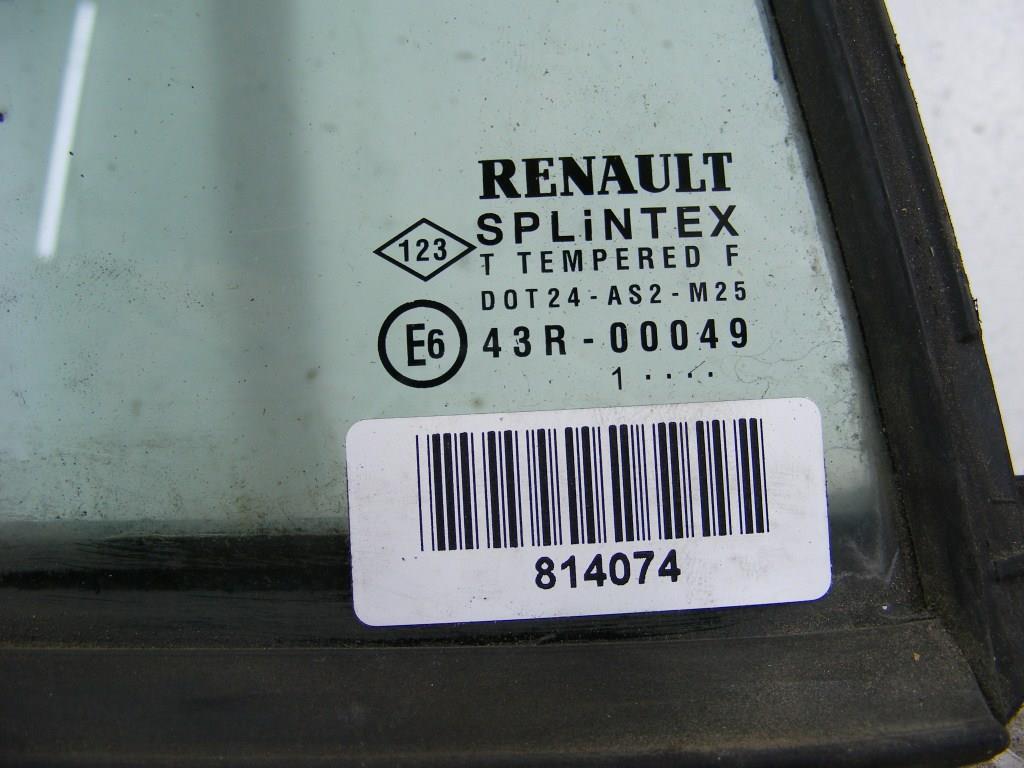 RENAULT
SPLiNTEX
123
T TEMPERED F
DOT24-AS2-M25
E6 43R-00049
1 ....
814074